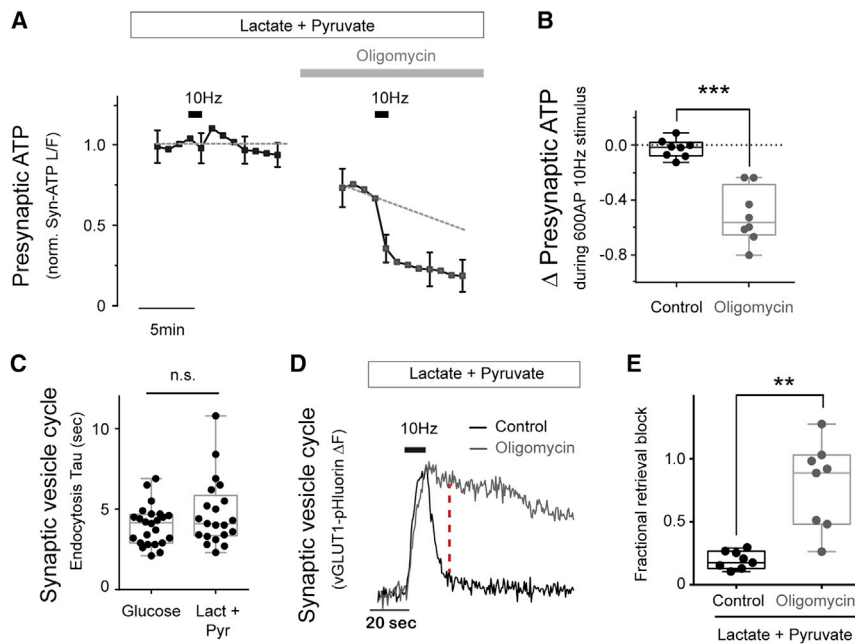 A
Lactate + Pyruvate
Oligomycin
10Hz
10Hz
Presynaptic ATP
(norm. Syn-ATP L/F)
1.0
0.5
0
5min
B
***
Δ Presynaptic ATP
during 600AP 10Hz stimulus
0.0
-0.4
-0.8
Control
Oligomycin
C
n.s.
Synaptic vesicle cycle
Endocytosis Tau (sec)
10
5
0
Glucose
Lact +
Pyr
D
Lactate + Pyruvate
10Hz
Control
Oligomycin
Synaptic vesicle cycle
(vGLUT1-pHluorin ΔF)
20 sec
E
**
Fractional retrieval block
1.0
0.5
0
Control
Oligomycin
Lactate + Pyruvate